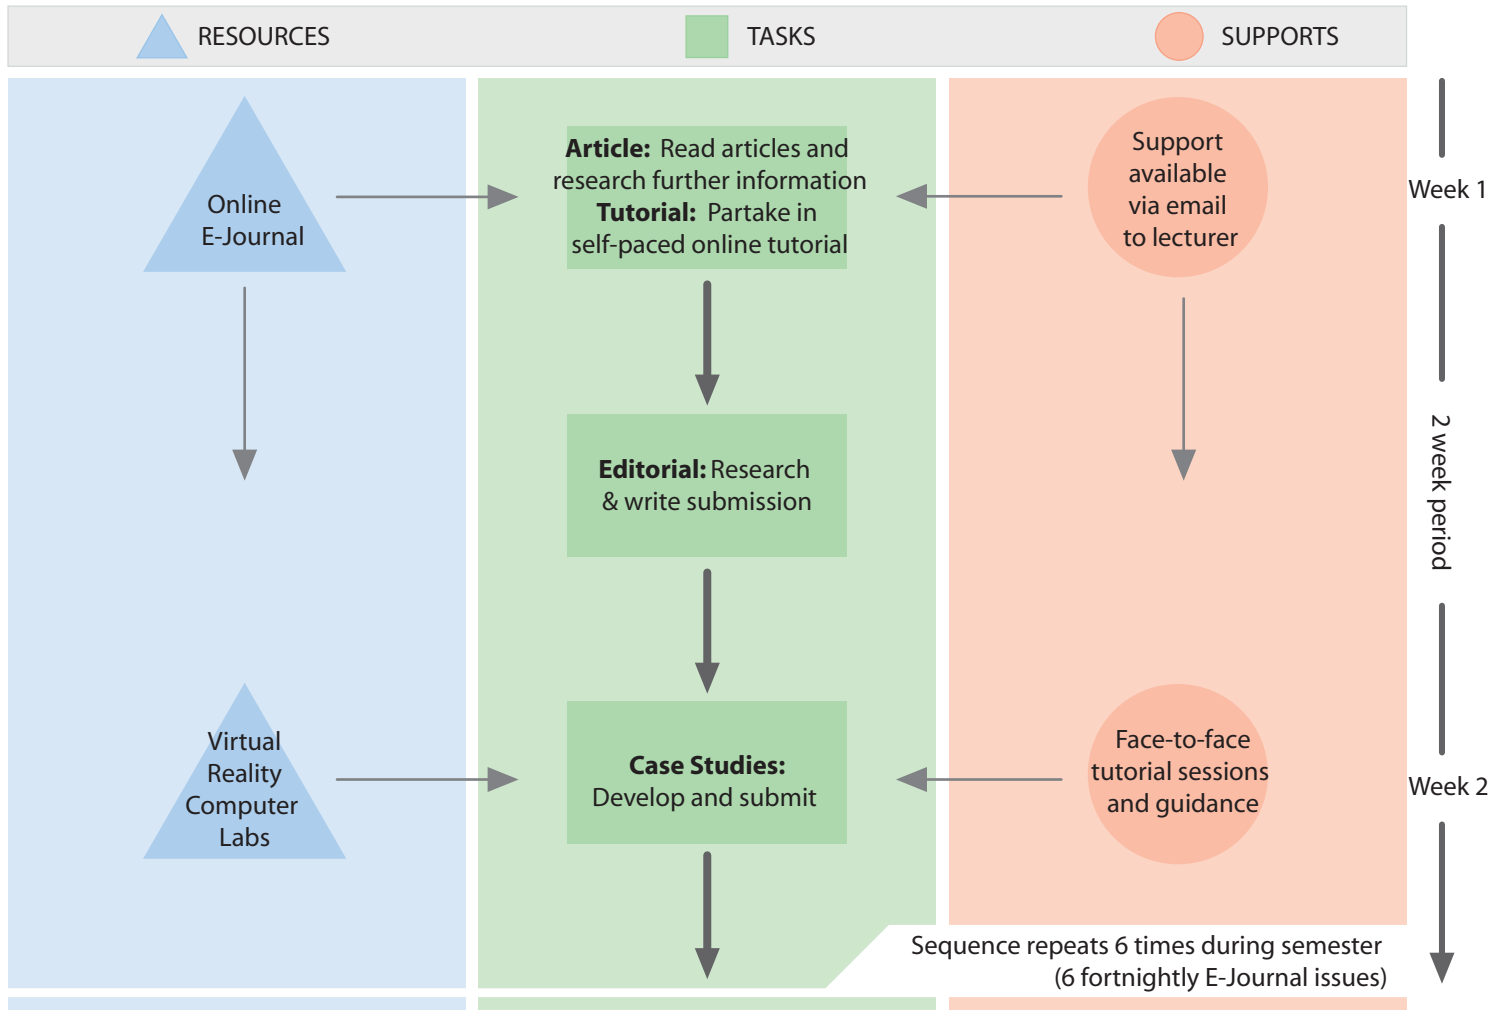 RESOURCES
TASKS
SUPPORTS
Online
E-Journal
Article: Read articles and
research further information
Tutorial: Partake in
self-paced online tutorial
Support
available
via email
to lecturer
Week 1
Editorial: Research
& write submission
2 week period
Virtual
Reality
Computer
Labs
Case Studies:
Develop and submit
Face-to-face
tutorial sessions
and guidance
Week 2
Sequence repeats 6 times during semester
(6 fortnightly E-Journal issues)